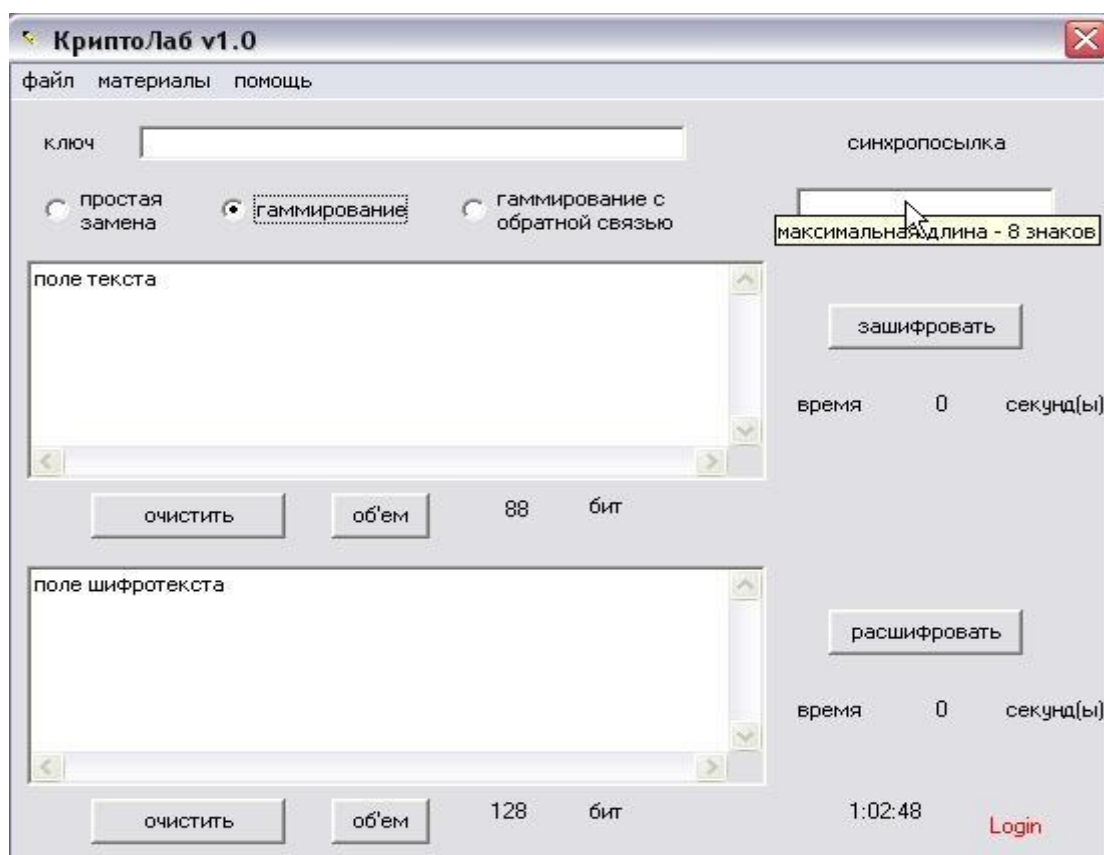 КриптоЛаб v1.0
файл материалы помощь
ключ
синхропосылка
простая замена
гаммирование
гаммирование с обратной связью
максимальная длина - 8 знаков
поле текста
зашифровать
время 0 секунд(ы)
очистить об'ем 88 бит
поле шифротекста
расшифровать
время 0 секунд(ы)
очистить об'ем 128 бит
1:02:48
Login